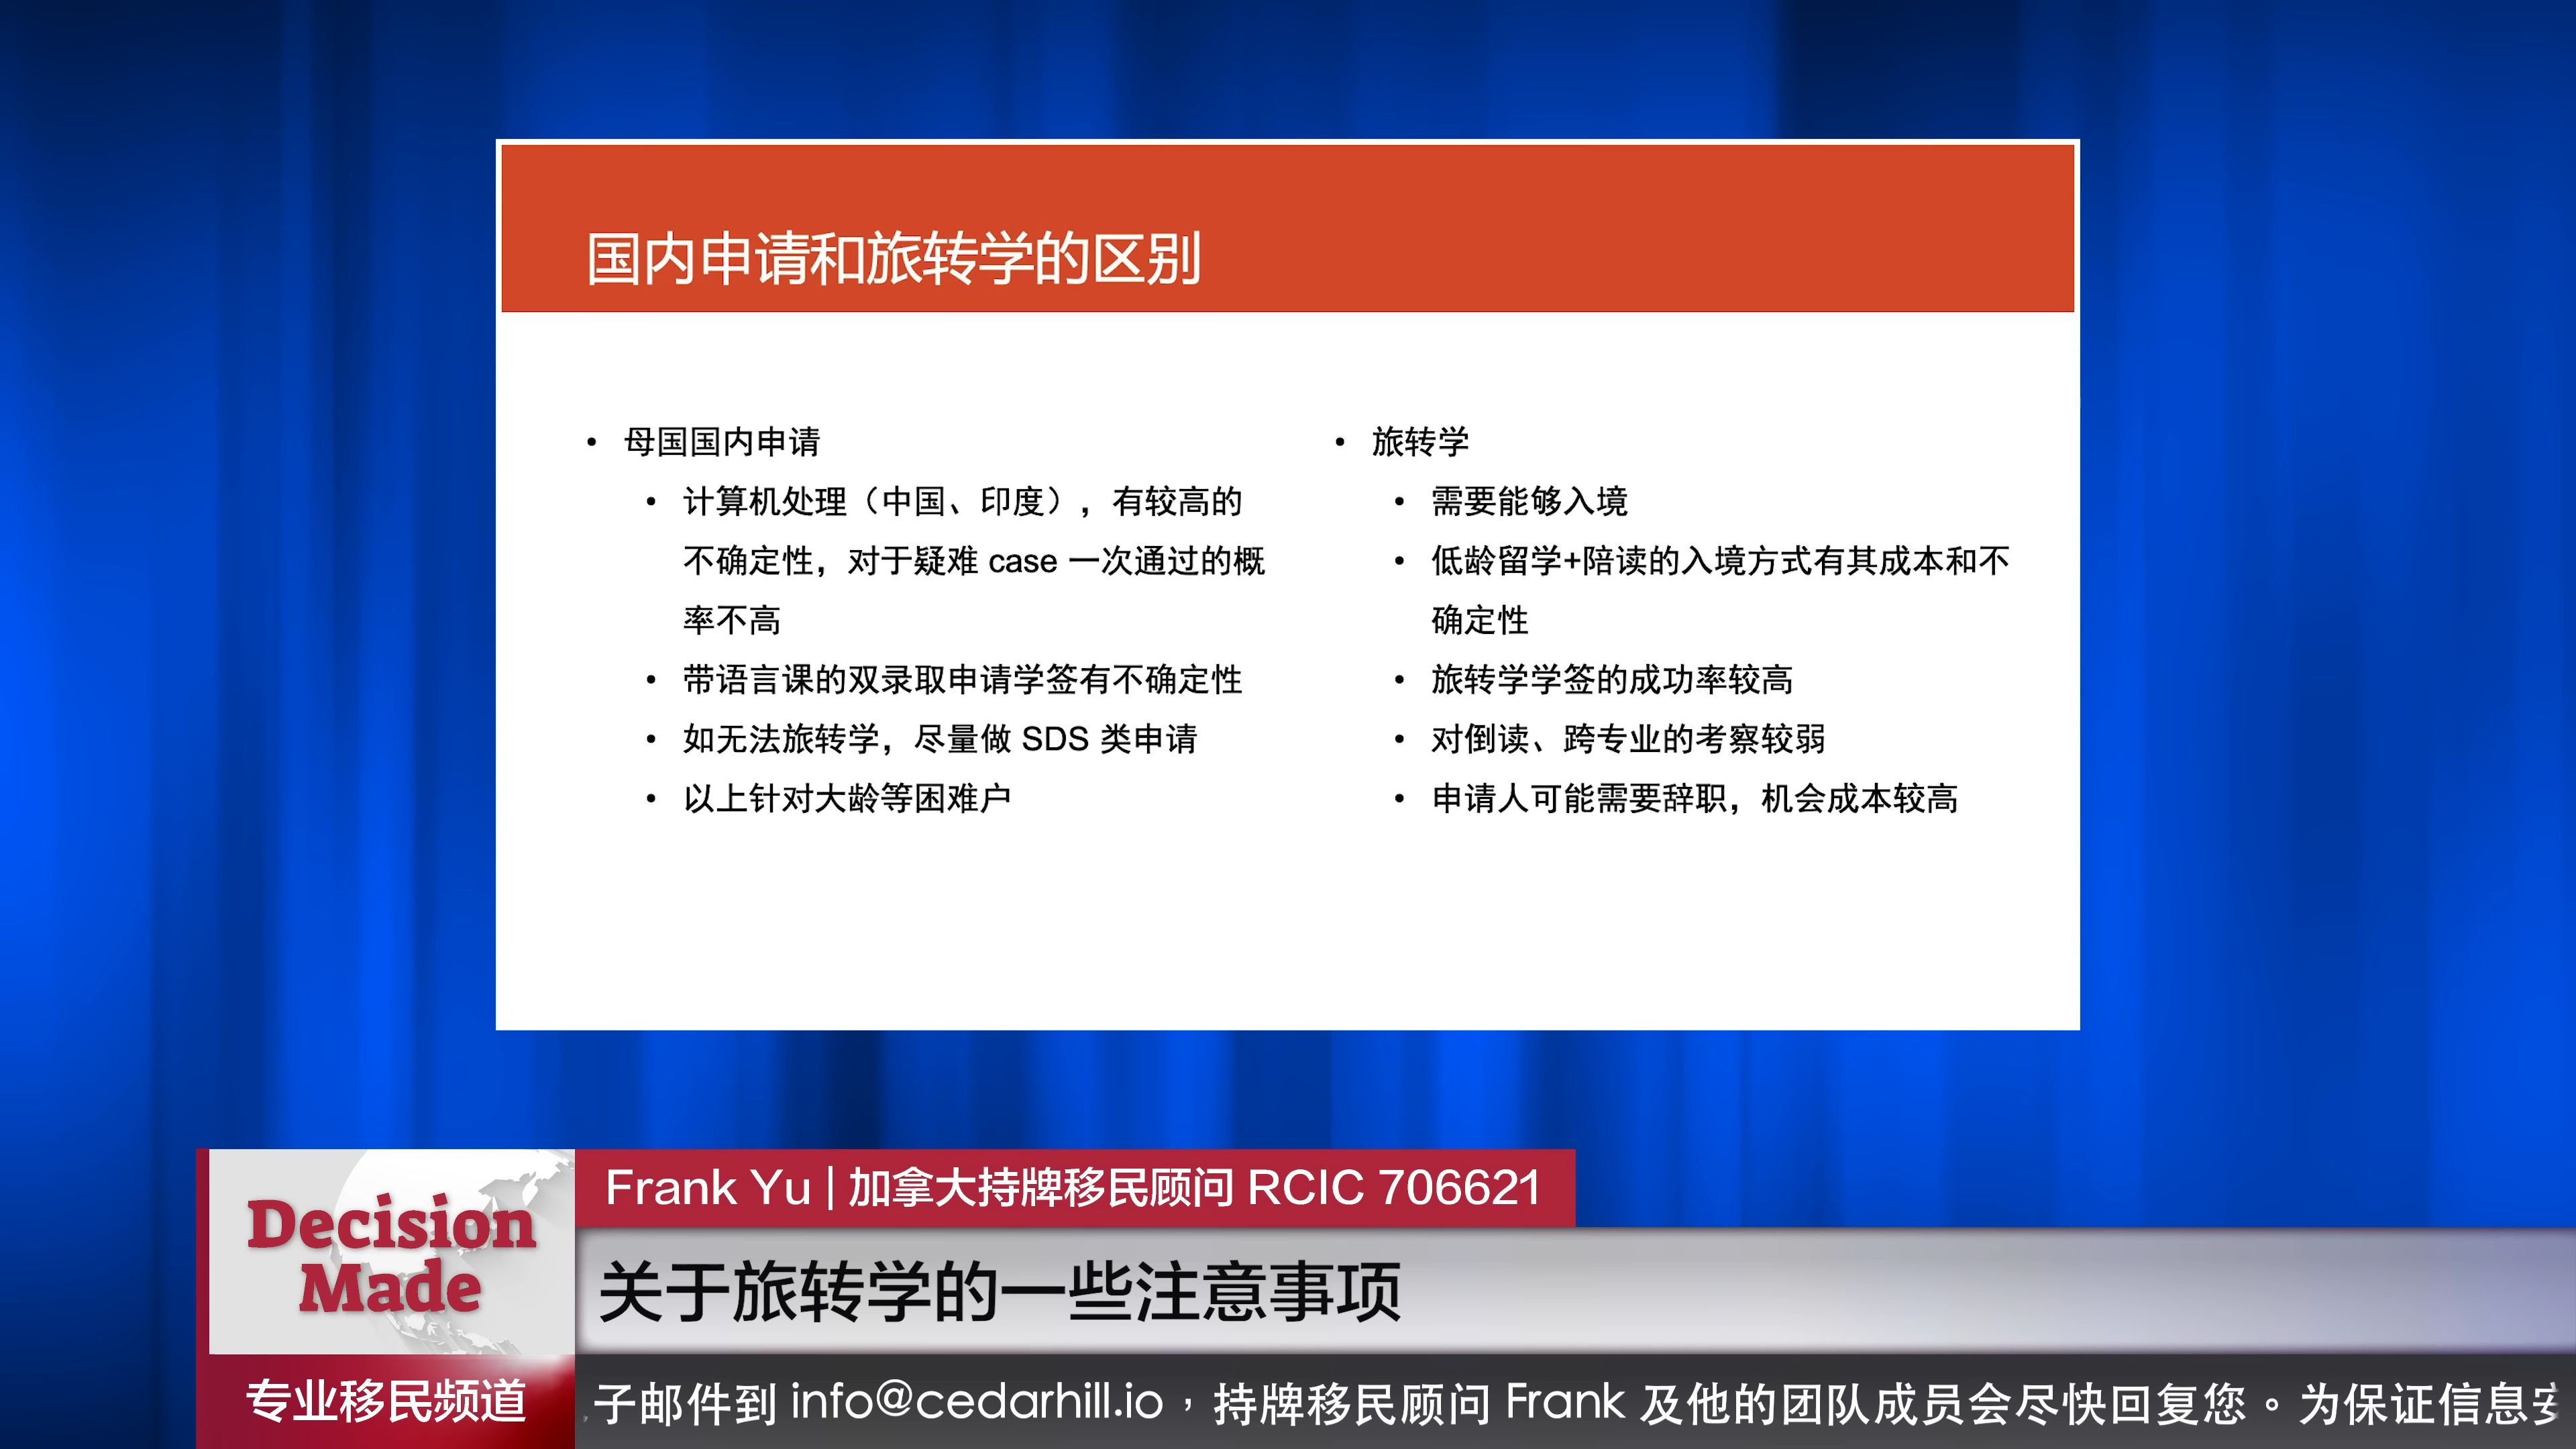 国内申请和旅转学的区别
• 母国国内申请
• 计算机处理（中国、印度），有较高的
不确定性，对于疑难 case 一次通过的概
率不高
• 带语言课的双录取申请学签有不确定性
• 如无法旅转学，尽量做 SDS 类申请
• 以上针对大龄等困难户
• 旅转学
• 需要能够入境
• 低龄留学+陪读的入境方式有其成本和不
确定性
• 旅转学学签的成功率较高
• 对倒读、跨专业的考察较弱
• 申请人可能需要辞职，机会成本较高
Decision
Made
专业移民频道
Frank Yu | 加拿大持牌移民顾问 RCIC 706621
关于旅转学的一些注意事项
子邮件到 info@cedarhill.io，持牌移民顾问 Frank 及他的团队成员会尽快回复您。为保证信息安